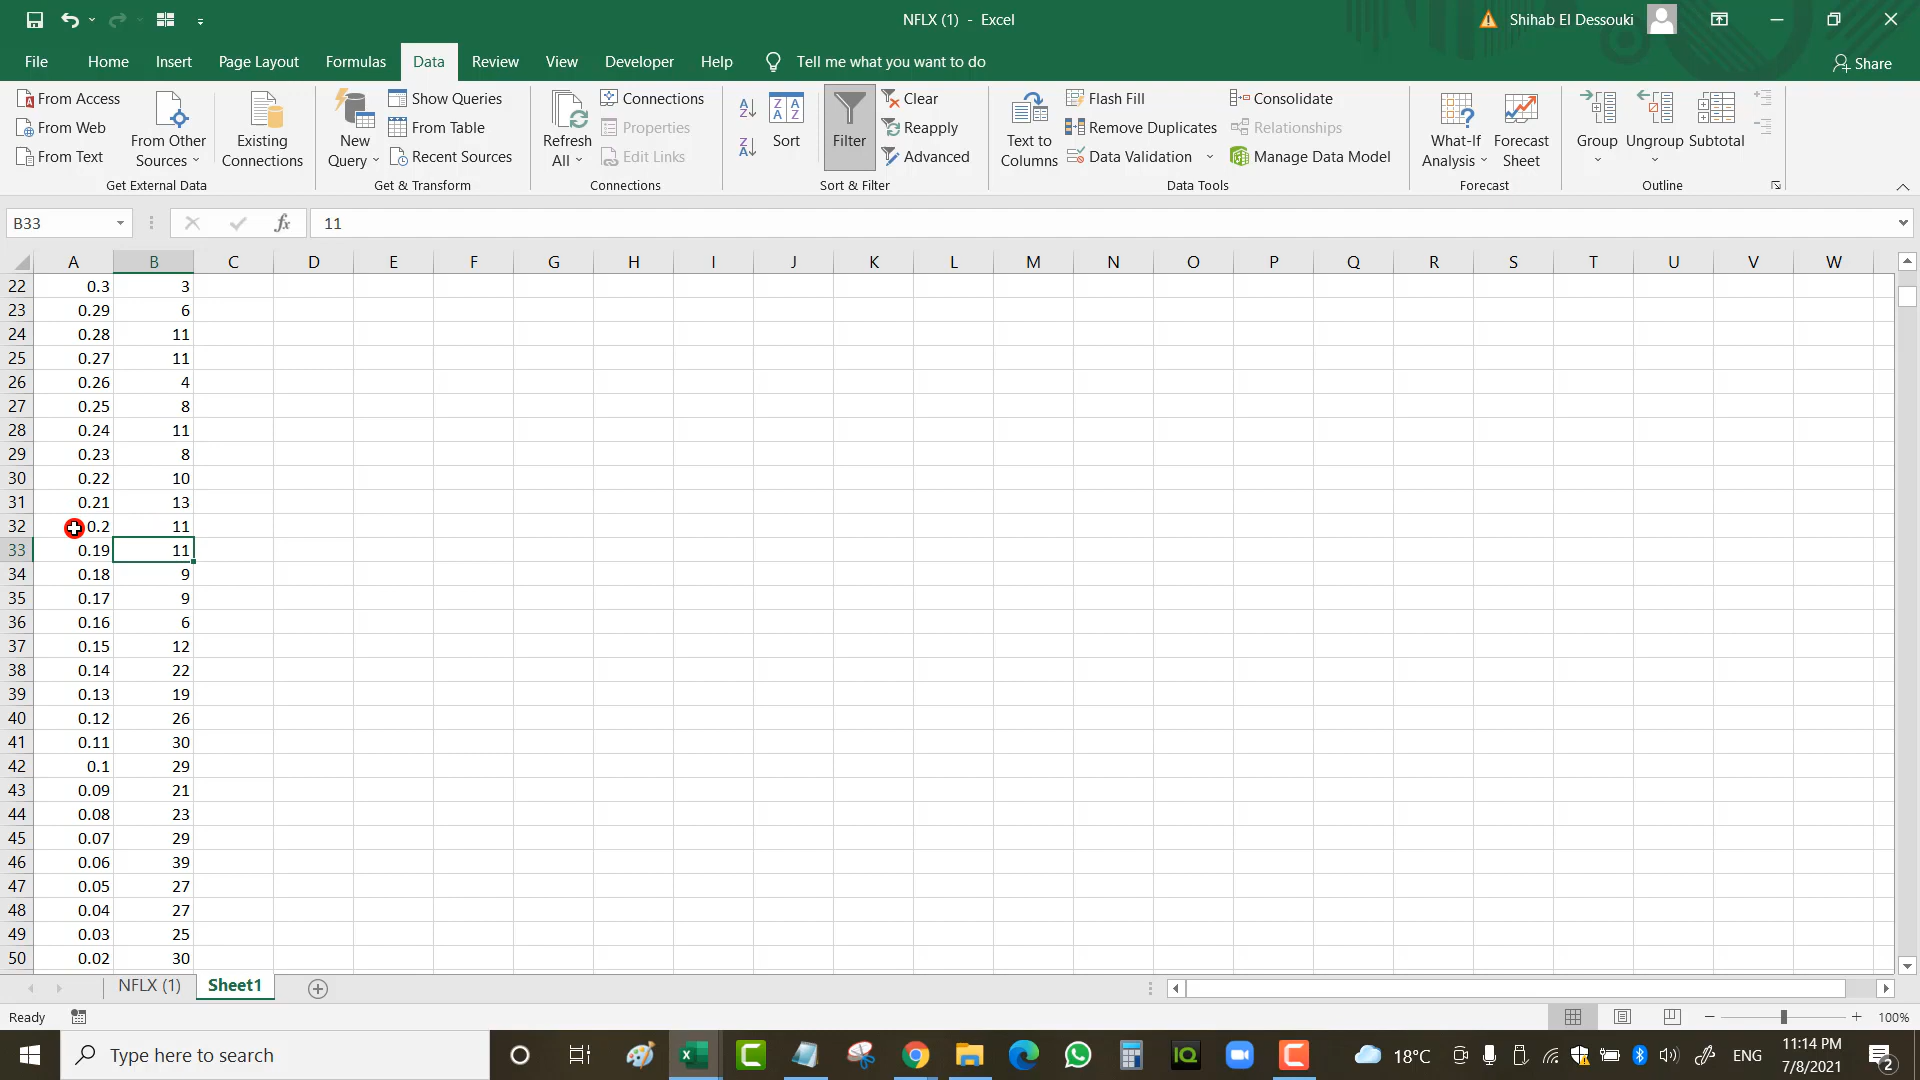 NFLX (1) - Excel
Shihab El Dessouki
File Home Insert Page Layout Formulas Data Review View Developer Help Tell me what you want to do Share
From Access
From Web
From Text
From Other Sources
Existing Connections
Get External Data
New Query
Show Queries
From Table
Recent Sources
Get & Transform
Refresh All
Connections
Properties
Edit Links
Connections
Sort
Filter
Clear
Reapply
Advanced
Sort & Filter
Text to Columns
Flash Fill
Remove Duplicates
Data Validation
Consolidate
Relationships
Manage Data Model
Data Tools
What-If Analysis
Forecast Sheet
Forecast
Group
Ungroup
Subtotal
Outline
B33 fx 11
A B C D E F G H I J K L M N O P Q R S T U V W
22 0.3 3
23 0.29 6
24 0.28 11
25 0.27 11
26 0.26 4
27 0.25 8
28 0.24 11
29 0.23 8
30 0.22 10
31 0.21 13
32 0.2 11
33 0.19 11
34 0.18 9
35 0.17 9
36 0.16 6
37 0.15 12
38 0.14 22
39 0.13 19
40 0.12 26
41 0.11 30
42 0.1 29
43 0.09 21
44 0.08 23
45 0.07 29
46 0.06 39
47 0.05 27
48 0.04 27
49 0.03 25
50 0.02 30
NFLX (1) Sheet1
Ready 100%
Type here to search
IQ
18°C
ENG
11:14 PM
7/8/2021
2